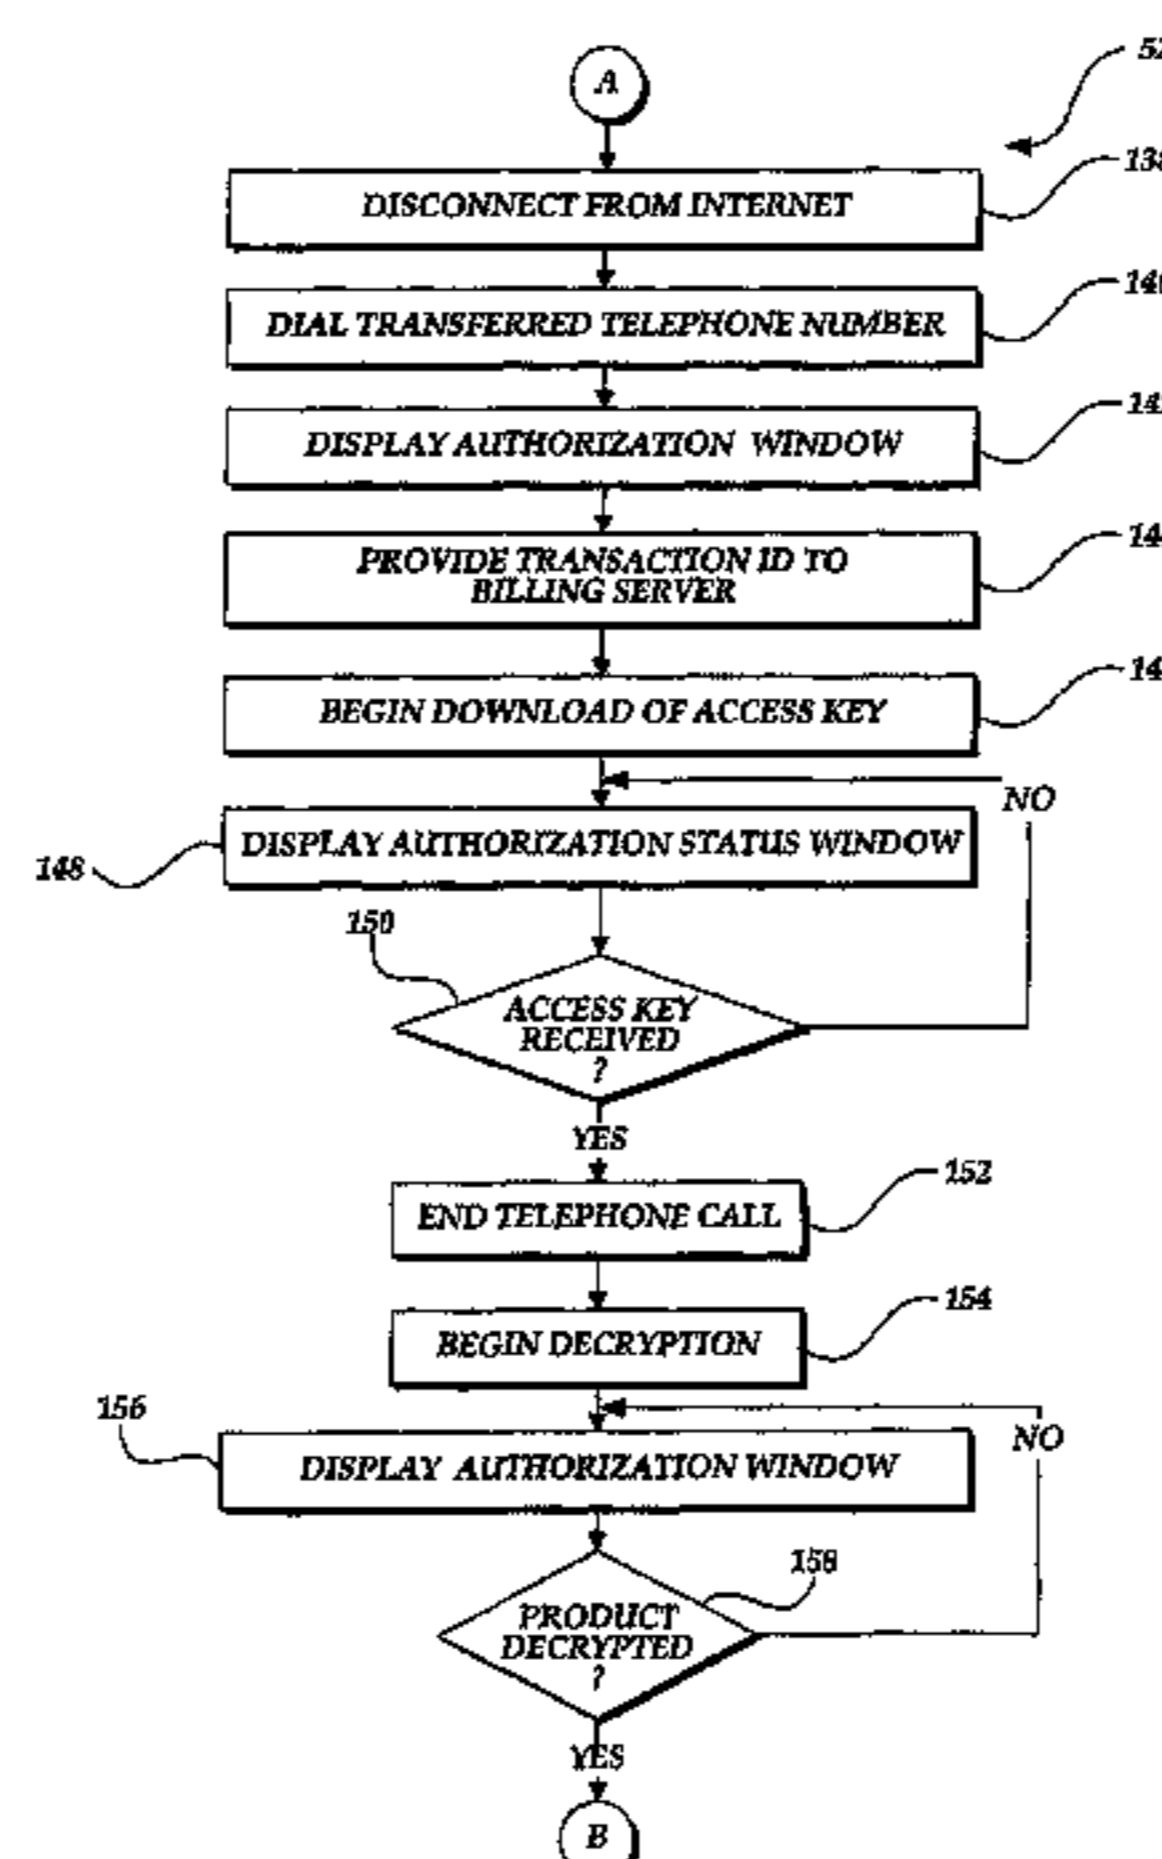 A
52
138
DISCONNECT FROM INTERNET
DIAL TRANSFERRED TELEPHONE NUMBER
DISPLAY AUTHORIZATION WINDOW
PROVIDE TRANSACTION ID TO
BILLING SERVER
BEGIN DOWNLOAD OF ACCESS KEY
NO
DISPLAY AUTHORIZATION STATUS WINDOW
148
150
ACCESS KEY
RECEIVED
?
YES
152
END TELEPHONE CALL
154
BEGIN DECRYPTION
156
NO
DISPLAY AUTHORIZATION WINDOW
158
PRODUCT
DECRYPTED
?
YES
B